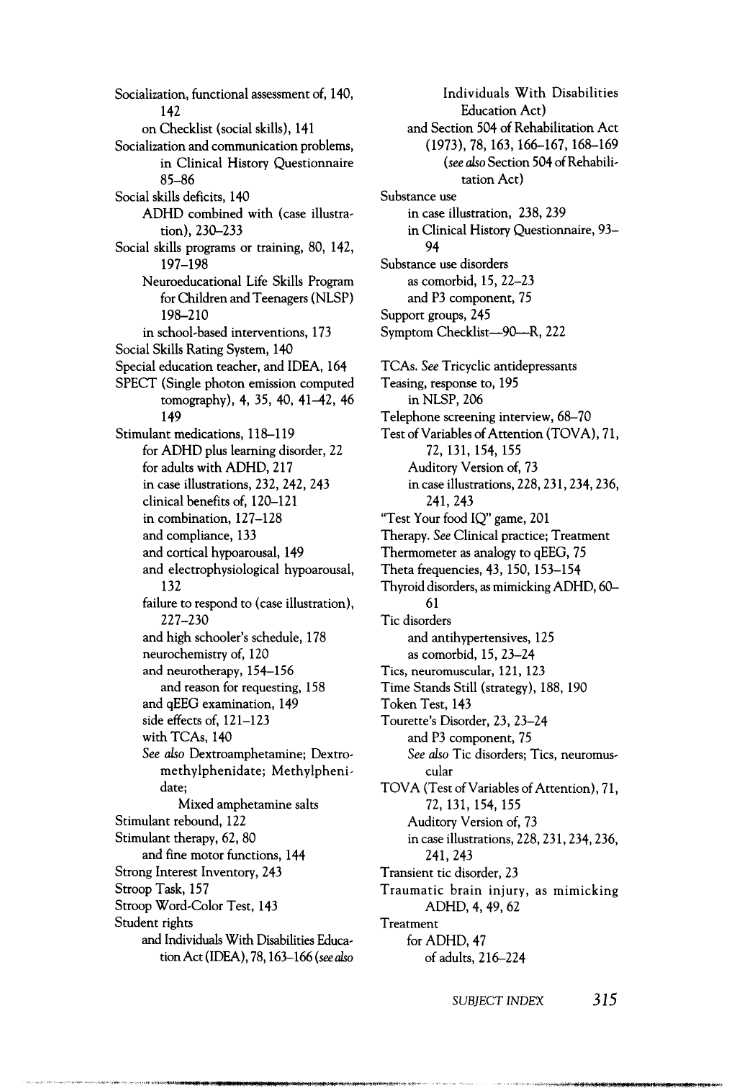 Socialization, functional assessment of, 140,
142
on Checklist (social skills), 141
Socialization and communication problems,
in Clinical History Questionnaire
85–86
Social skills deficits, 140
ADHD combined with (case illustra-
tion), 230–233
Social skills programs or training, 80, 142,
197–198
Neuroeducational Life Skills Program
for Children and Teenagers (NLSP)
198–210
in school-based interventions, 173
Social Skills Rating System, 140
Special education teacher, and IDEA, 164
SPECT (Single photon emission computed
tomography), 4, 35, 40, 41–42, 46
149
Stimulant medications, 118–119
for ADHD plus learning disorder, 22
for adults with ADHD, 217
in case illustrations, 232, 242, 243
clinical benefits of, 120–121
in combination, 127–128
and compliance, 133
and cortical hypoarousal, 149
and electrophysiological hypoarousal,
132
failure to respond to (case illustration),
227–230
and high schooler's schedule, 178
neurochemistry of, 120
and neurotherapy, 154–156
and reason for requesting, 158
and qEEG examination, 149
side effects of, 121–123
with TCAs, 140
See also Dextroamphetamine; Dextro-
methylphenidate; Methylpheni-
date;
Mixed amphetamine salts
Stimulant rebound, 122
Stimulant therapy, 62, 80
and fine motor functions, 144
Strong Interest Inventory, 243
Stroop Task, 157
Stroop Word-Color Test, 143
Student rights
and Individuals With Disabilities Educa-
tion Act (IDEA), 78, 163–166 (see also
Individuals With Disabilities
Education Act)
and Section 504 of Rehabilitation Act
(1973), 78, 163, 166–167, 168–169
(see also Section 504 of Rehabili-
tation Act)
Substance use
in case illustration, 238, 239
in Clinical History Questionnaire, 93–
94
Substance use disorders
as comorbid, 15, 22–23
and P3 component, 75
Support groups, 245
Symptom Checklist—90—R, 222
TCAs. See Tricyclic antidepressants
Teasing, response to, 195
in NLSP, 206
Telephone screening interview, 68–70
Test of Variables of Attention (TOVA), 71,
72, 131, 154, 155
Auditory Version of, 73
in case illustrations, 228, 231, 234, 236,
241, 243
"Test Your food IQ" game, 201
Therapy. See Clinical practice; Treatment
Thermometer as analogy to qEEG, 75
Theta frequencies, 43, 150, 153–154
Thyroid disorders, as mimicking ADHD, 60–
61
Tic disorders
and antihypertensives, 125
as comorbid, 15, 23–24
Tics, neuromuscular, 121, 123
Time Stands Still (strategy), 188, 190
Token Test, 143
Tourette's Disorder, 23, 23–24
and P3 component, 75
See also Tic disorders; Tics, neuromus-
cular
TOVA (Test of Variables of Attention), 71,
72, 131, 154, 155
Auditory Version of, 73
in case illustrations, 228, 231, 234, 236,
241, 243
Transient tic disorder, 23
Traumatic brain injury, as mimicking
ADHD, 4, 49, 62
Treatment
for ADHD, 47
of adults, 216–224
SUBJECT INDEX 315